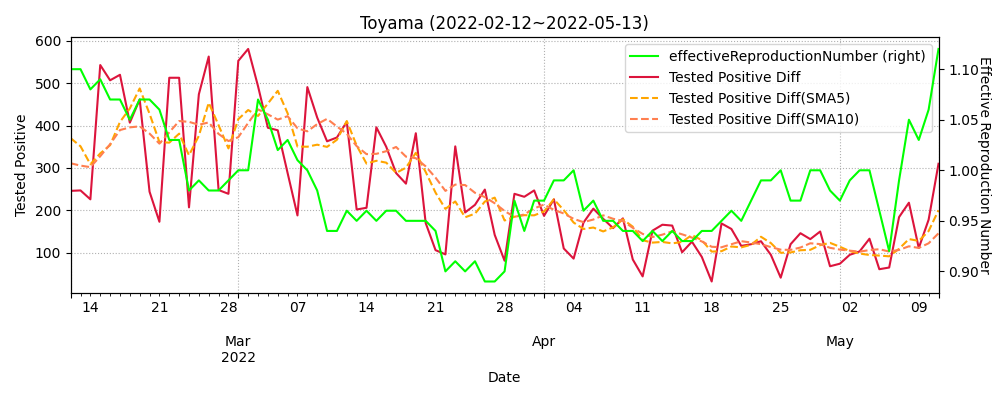 Toyama (2022-02-12~2022-05-13)
effectiveReproductionNumber (right)
Tested Positive Diff
Tested Positive Diff(SMA5)
Tested Positive Diff(SMA10)
Tested Positive
600
500
400
300
200
100
1.10
1.05
1.00
0.95
0.90
Effective Reproduction Number
14 21 28 07 14 21 28 04 11 18 25 02 09
Mar Apr May
2022
Date